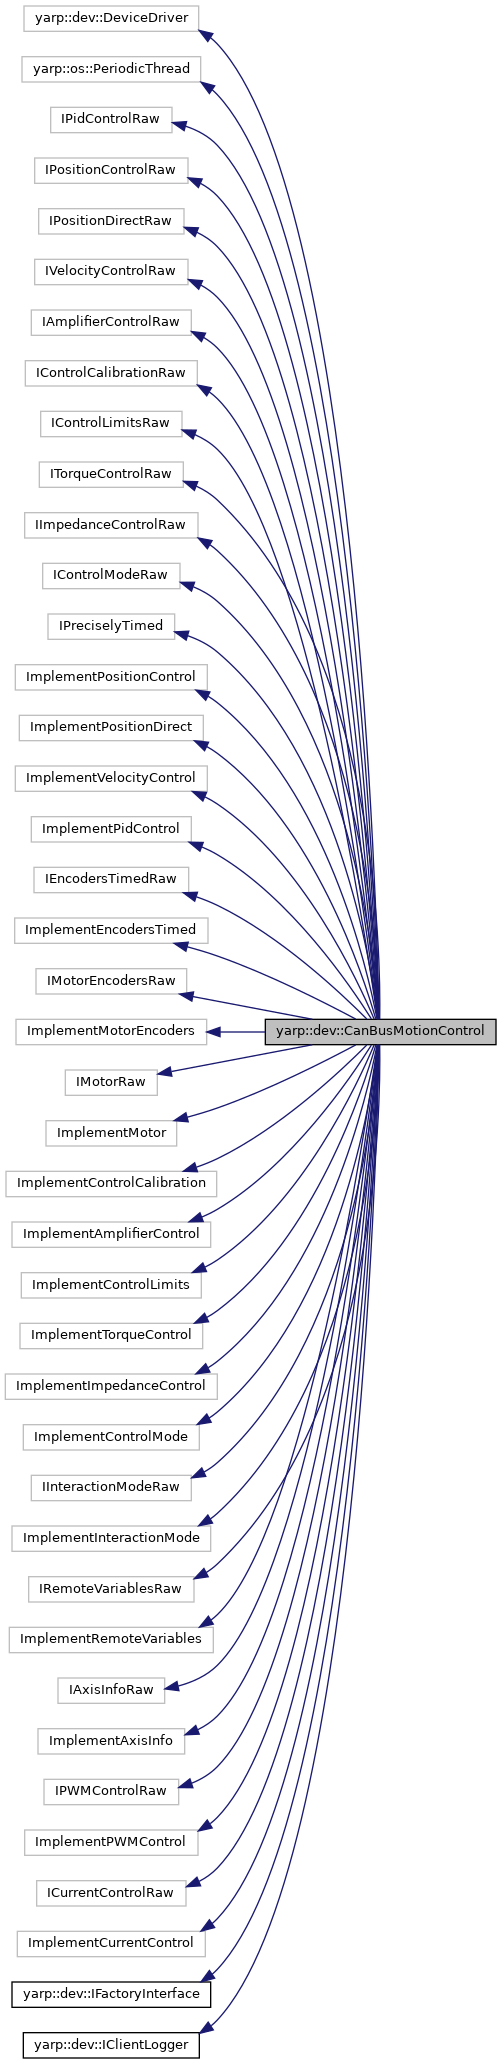 yarp::dev::DeviceDriver
yarp::os::PeriodicThread
IPidControlRaw
IPositionControlRaw
IPositionDirectRaw
IVelocityControlRaw
IAmplifierControlRaw
IControlCalibrationRaw
IControlLimitsRaw
ITorqueControlRaw
IImpedanceControlRaw
IControlModeRaw
IPreciselyTimed
ImplementPositionControl
ImplementPositionDirect
ImplementVelocityControl
ImplementPidControl
IEncodersTimedRaw
ImplementEncodersTimed
IMotorEncodersRaw
ImplementMotorEncoders
yarp::dev::CanBusMotionControl
IMotorRaw
ImplementMotor
ImplementControlCalibration
ImplementAmplifierControl
ImplementControlLimits
ImplementTorqueControl
ImplementImpedanceControl
ImplementControlMode
IInteractionModeRaw
ImplementInteractionMode
IRemoteVariablesRaw
ImplementRemoteVariables
IAxisInfoRaw
ImplementAxisInfo
IPWMControlRaw
ImplementPWMControl
ICurrentControlRaw
ImplementCurrentControl
yarp::dev::IFactoryInterface
yarp::dev::IClientLogger